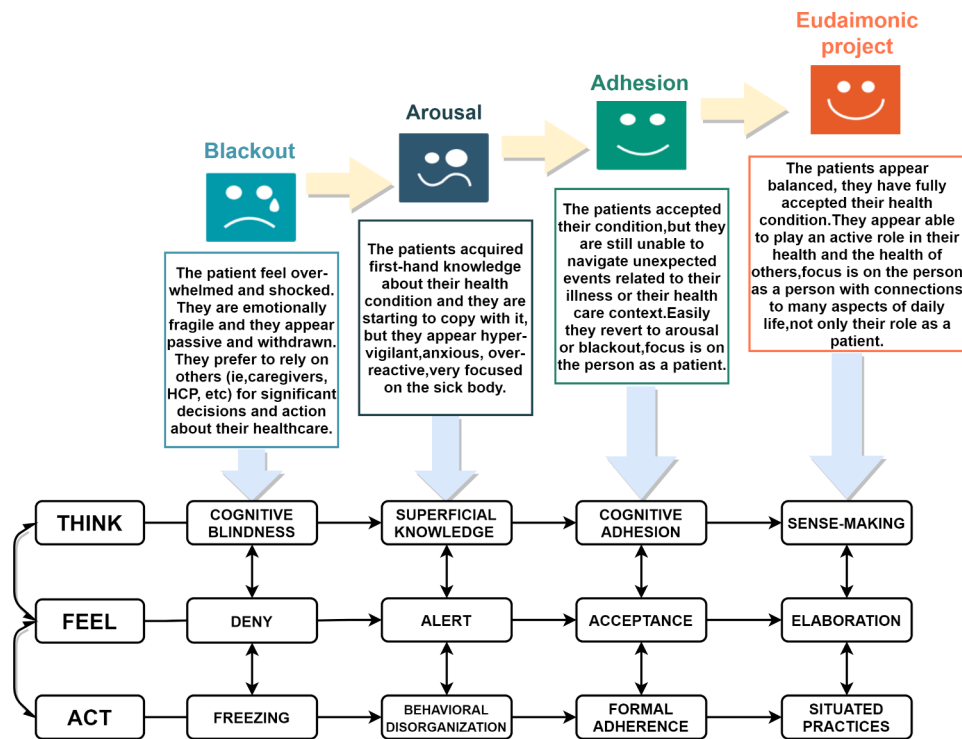 Eudaimonic
project
Adhesion
Arousal
Blackout
The patient feel over-
whelmed and shocked.
They are emotionally
fragile and they appear
passive and withdrawn.
They prefer to rely on
others (ie,caregivers,
HCP, etc) for significant
decisions and action
about their healthcare.
The patients acquired
first-hand knowledge
about their health
condition and they are
starting to copy with it,
but they appear hyper-
vigilant,anxious, over-
reactive,very focused
on the sick body.
The patients accepted
their condition,but they
are still unable to
navigate unexpected
events related to their
illness or their health
care context.Easily
they revert to arousal
or blackout,focus is on
the person as a patient.
The patients appear
balanced, they have fully
accepted their health
condition.They appear able
to play an active role in their
health and the health of
others,focus is on the person
as a person with connections
to many aspects of daily
life,not only their role as a
patient.
THINK
COGNITIVE
BLINDNESS
SUPERFICIAL
KNOWLEDGE
COGNITIVE
ADHESION
SENSE-MAKING
FEEL
DENY
ALERT
ACCEPTANCE
ELABORATION
ACT
FREEZING
BEHAVIORAL
DISORGANIZATION
FORMAL
ADHERENCE
SITUATED
PRACTICES